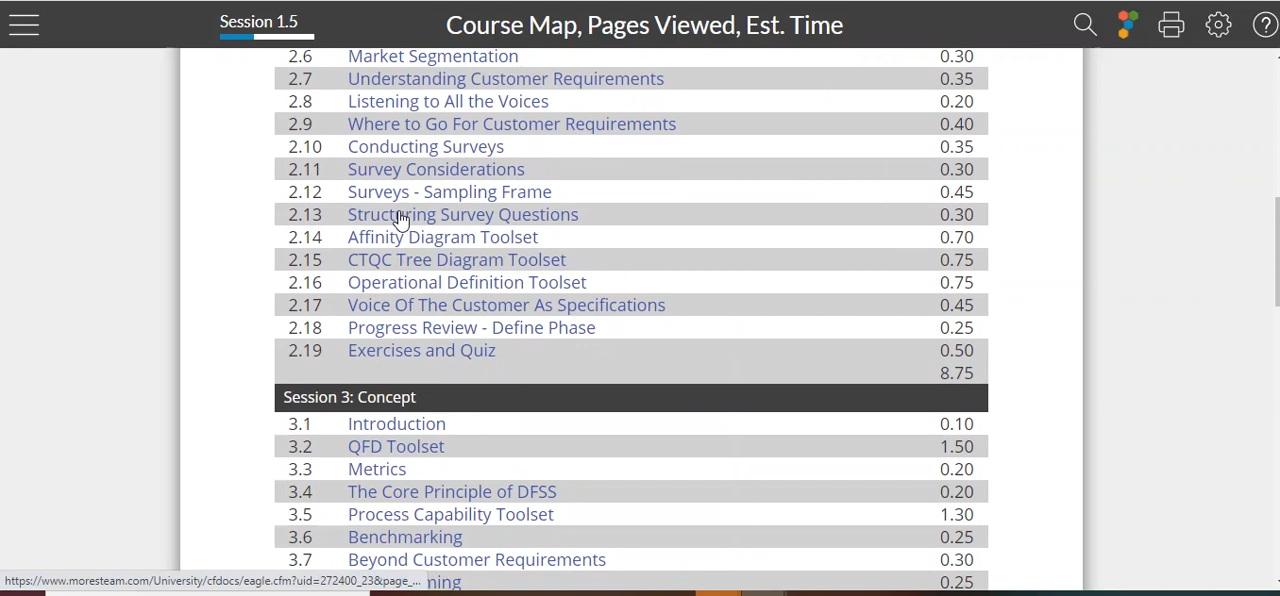 Session 1.5
Course Map, Pages Viewed, Est. Time
2.6 Market Segmentation 0.30
2.7 Understanding Customer Requirements 0.35
2.8 Listening to All the Voices 0.20
2.9 Where to Go For Customer Requirements 0.40
2.10 Conducting Surveys 0.35
2.11 Survey Considerations 0.30
2.12 Surveys - Sampling Frame 0.45
2.13 Structuring Survey Questions 0.30
2.14 Affinity Diagram Toolset 0.70
2.15 CTQC Tree Diagram Toolset 0.75
2.16 Operational Definition Toolset 0.75
2.17 Voice Of The Customer As Specifications 0.45
2.18 Progress Review - Define Phase 0.25
2.19 Exercises and Quiz 0.50
8.75
Session 3: Concept
3.1 Introduction 0.10
3.2 QFD Toolset 1.50
3.3 Metrics 0.20
3.4 The Core Principle of DFSS 0.20
3.5 Process Capability Toolset 1.30
3.6 Benchmarking 0.25
3.7 Beyond Customer Requirements 0.30
0.25
https://www.moresteam.com/University/cfdocs/eagle.cfm?uid=272400_23&page_...